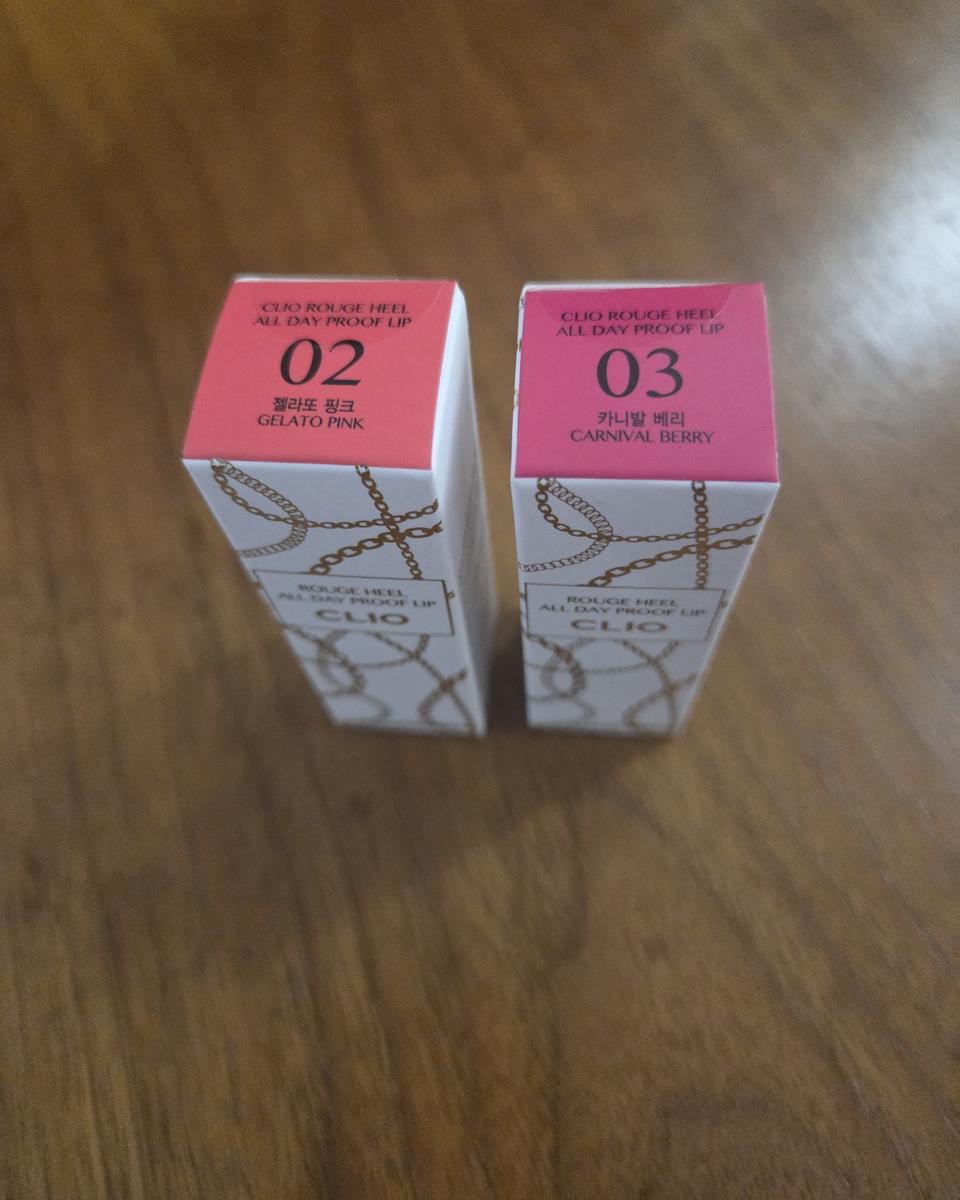 CLIO ROUGE HEEL
ALL DAY PROOF LIP
02
젤라또 핑크
GELATO PINK
ROUGE HEEL
ALL DAY PROOF LIP
CLIO
CLIO ROUGE HEEL
ALL DAY PROOF LIP
03
카니발 베리
CARNIVAL BERRY
ROUGE HEEL
ALL DAY PROOF LIP
CLIO